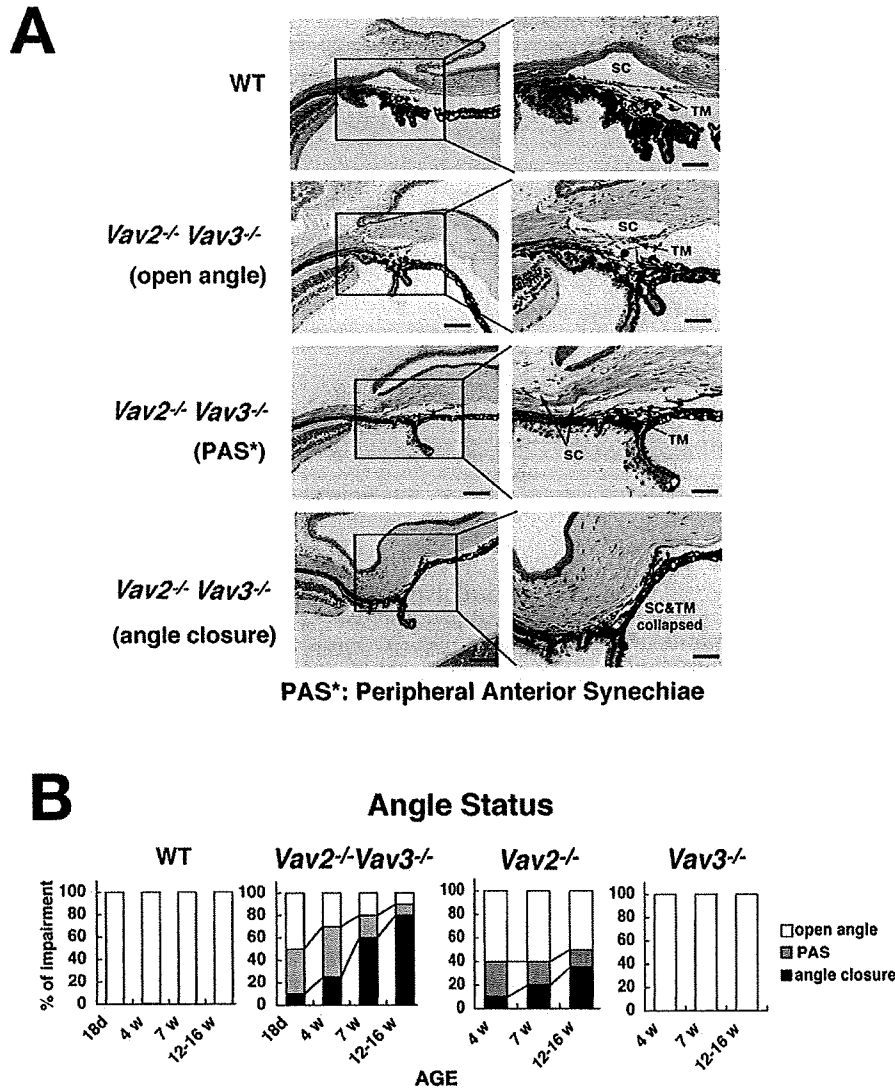 A
WT
SC
TM
Vav2-/- Vav3-/-
(open angle)
SC
TM
Vav2-/- Vav3-/-
(PAS*)
SC
TM
Vav2-/- Vav3-/-
(angle closure)
SC&TM
collapsed
PAS*: Peripheral Anterior Synechiae
B
Angle Status
WT
Vav2-/-Vav3-/-
Vav2-/-
Vav3-/-
% of impairment
100
80
60
40
20
0
18d
4 w
7 w
12-16 w
100
80
60
40
20
0
18d
4 w
7 w
12-16 w
100
80
60
40
20
0
4 w
7 w
12-16 w
100
80
60
40
20
0
4 w
7 w
12-16 w
open angle
PAS
angle closure
AGE